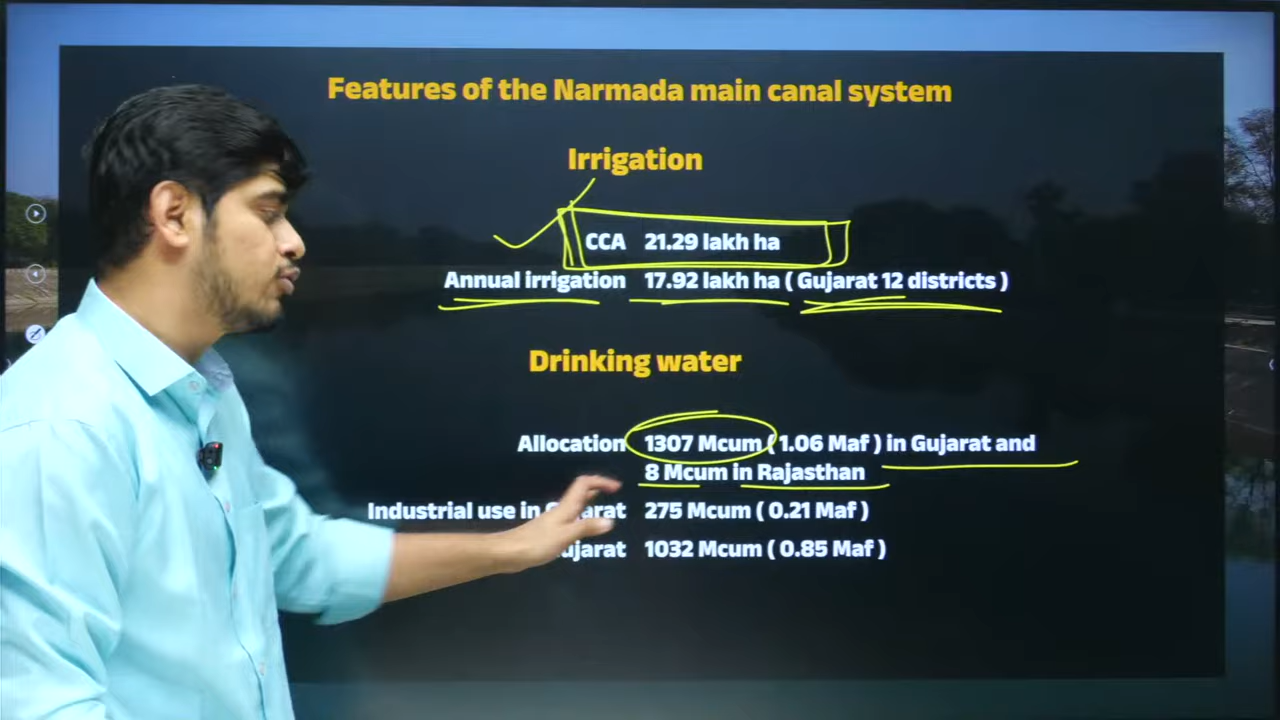 Features of the Narmada main canal system
Irrigation
CCA 21.29 lakh ha
Annual irrigation 17.92 lakh ha ( Gujarat 12 districts )
Drinking water
Allocation 1307 Mcum ( 1.06 Maf ) in Gujarat and
8 Mcum in Rajasthan
Industrial use in 275 Mcum ( 0.21 Maf )
1032 Mcum ( 0.85 Maf )